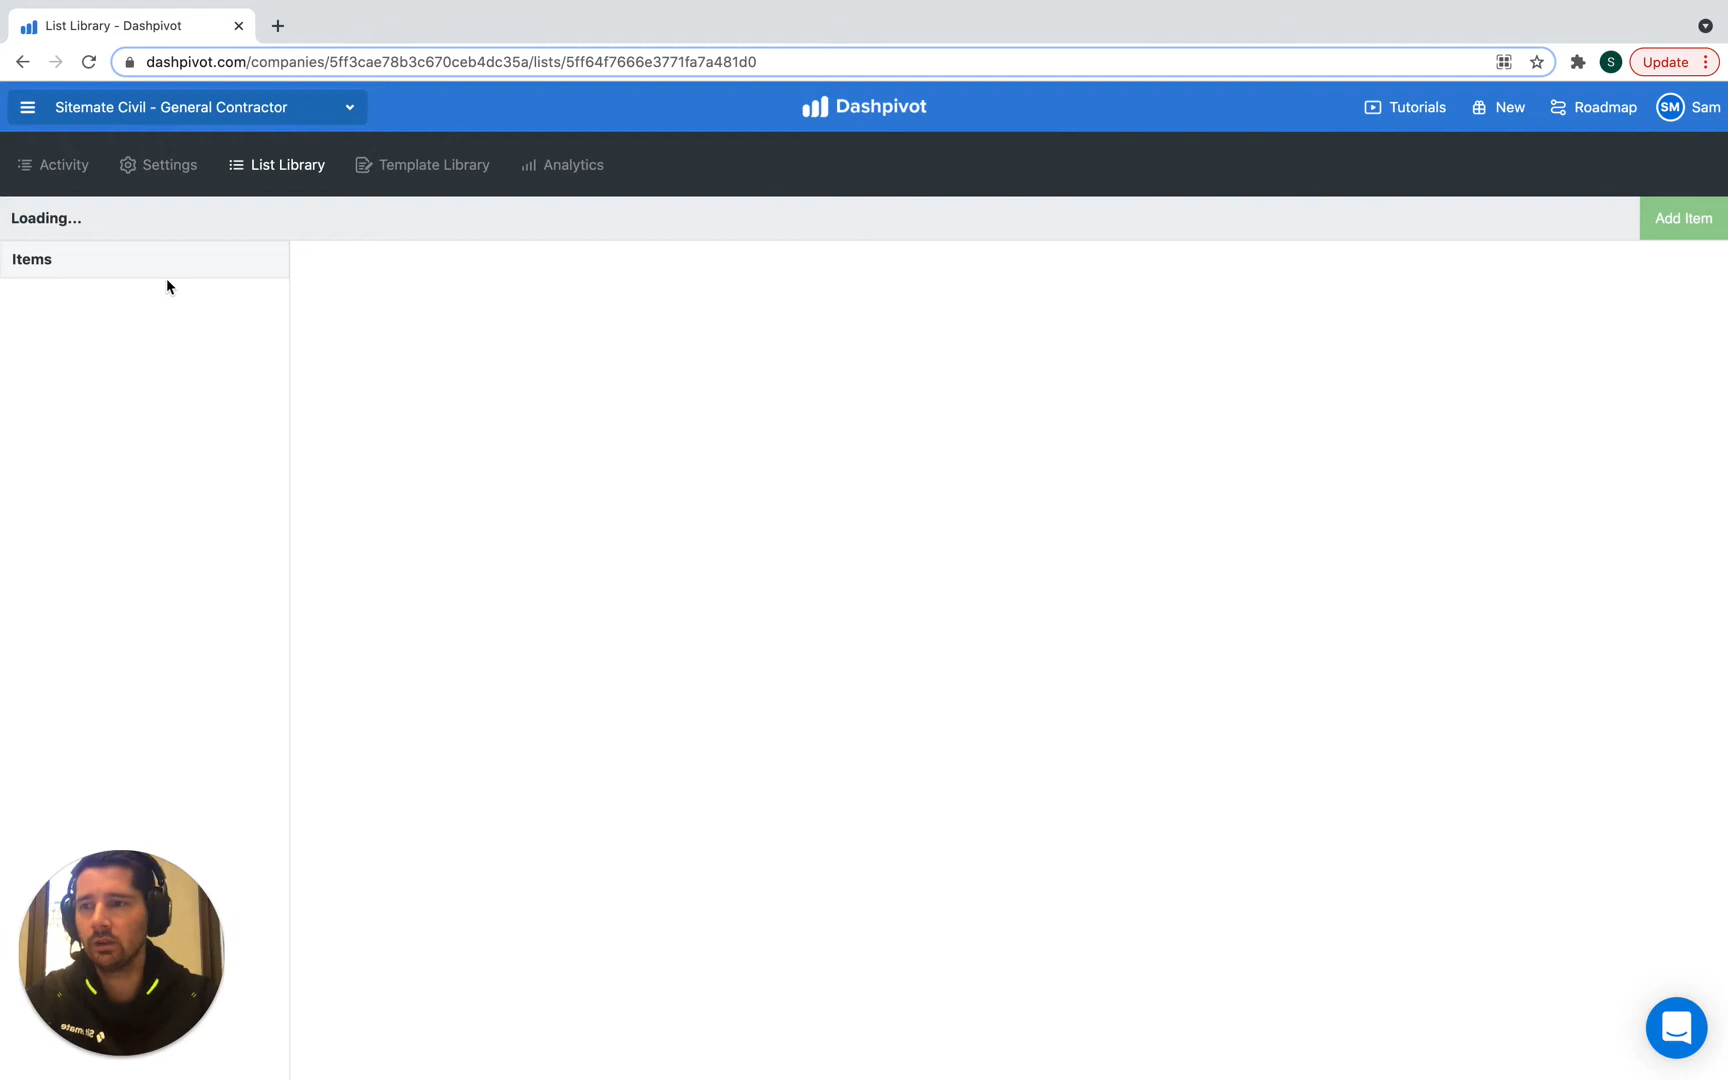 List Library - Dashpivot
dashpivot.com/companies/5ff3cae78b3c670ceb4dc35a/lists/5ff64f7666e3771fa7a481d0
S
Update
Sitemate Civil - General Contractor
Dashpivot
Tutorials
New
Roadmap
SM
Sam
Activity
Settings
List Library
Template Library
Analytics
Loading...
Add Item
Items